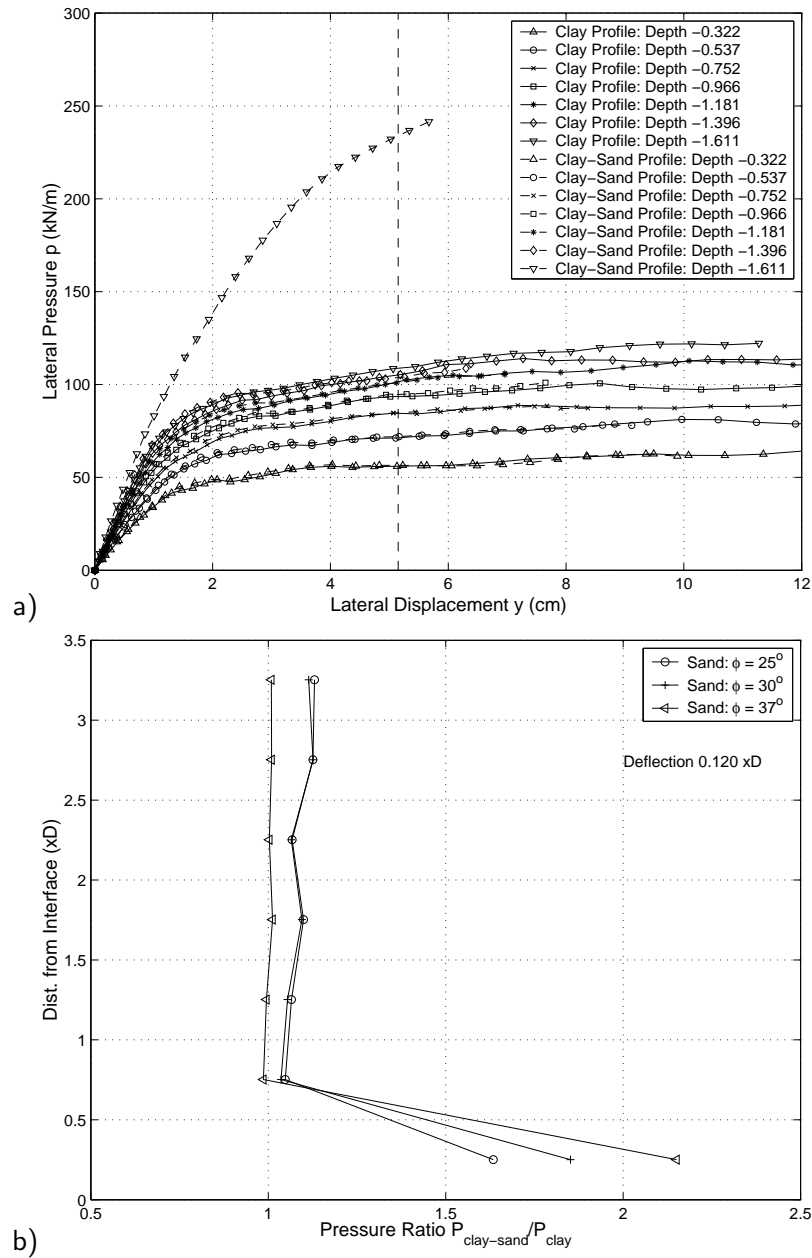 300
250
200
150
100
50
0
0 2 4 6 8 10 12
Lateral Pressure p (kN/m)
Lateral Displacement y (cm)
Clay Profile: Depth −0.322
Clay Profile: Depth −0.537
Clay Profile: Depth −0.752
Clay Profile: Depth −0.966
Clay Profile: Depth −1.181
Clay Profile: Depth −1.396
Clay Profile: Depth −1.611
Clay−Sand Profile: Depth −0.322
Clay−Sand Profile: Depth −0.537
Clay−Sand Profile: Depth −0.752
Clay−Sand Profile: Depth −0.966
Clay−Sand Profile: Depth −1.181
Clay−Sand Profile: Depth −1.396
Clay−Sand Profile: Depth −1.611
a)
3.5
3
2.5
2
1.5
1
0.5
0
0.5 1 1.5 2 2.5
Dist. from Interface (xD)
Pressure Ratio P_clay−sand/P_clay
Sand: φ = 25°
Sand: φ = 30°
Sand: φ = 37°
Deflection 0.120 xD
b)